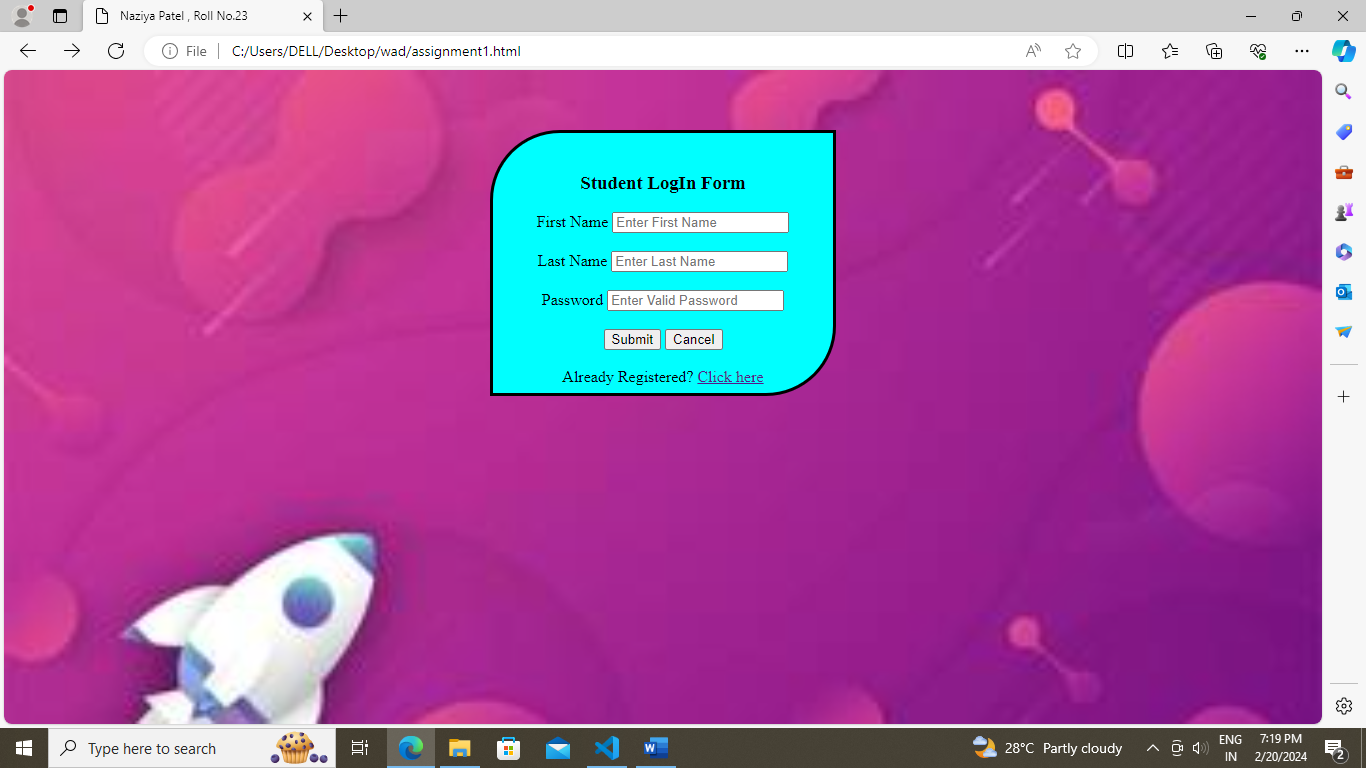 Naziya Patel , Roll No.23
File C:/Users/DELL/Desktop/wad/assignment1.html
Student LogIn Form
First Name Enter First Name
Last Name Enter Last Name
Password Enter Valid Password
Submit Cancel
Already Registered? Click here
Type here to search
28°C Partly cloudy
ENG
IN
7:19 PM
2/20/2024
2